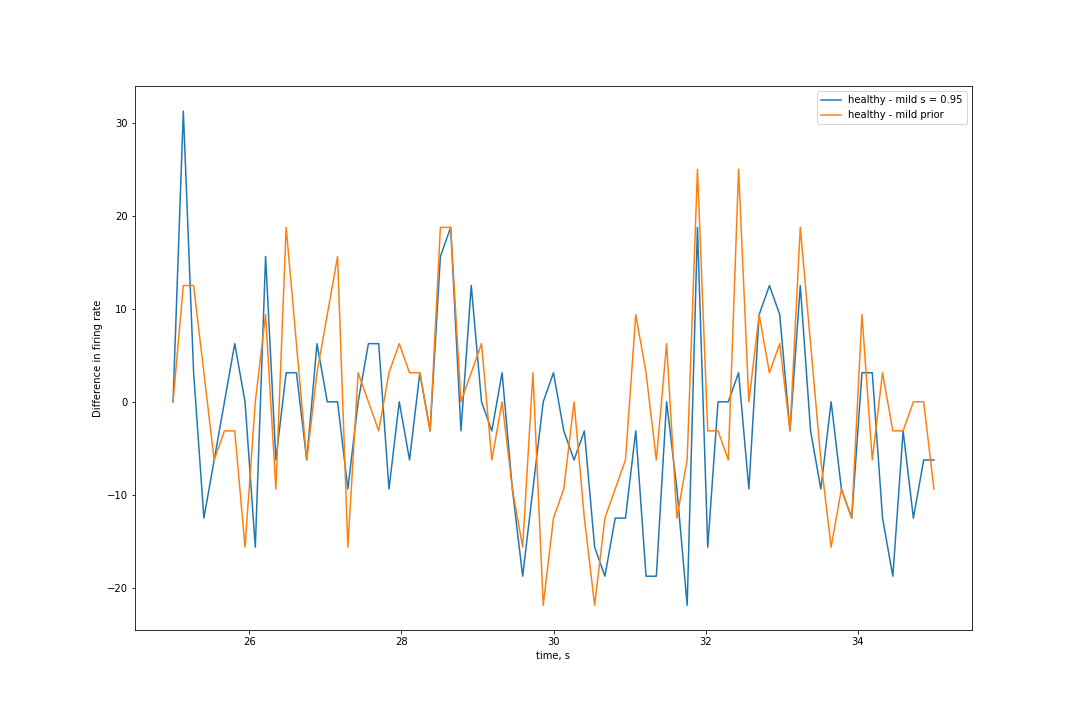 healthy - mild s = 0.95
healthy - mild prior
30
20
10
0
−10
−20
Difference in firing rate
26
28
30
32
34
time, s